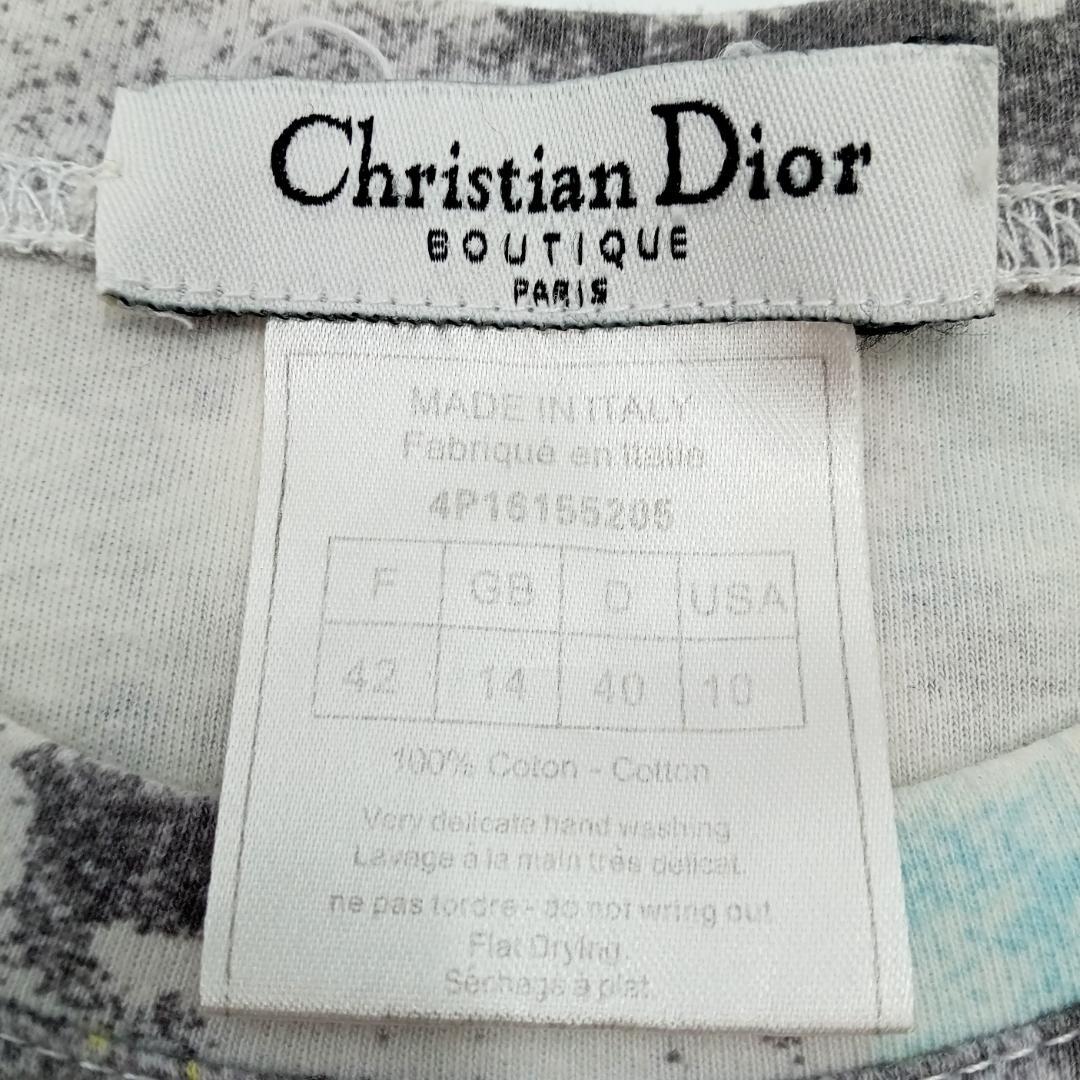 Christian Dior
BOUTIQUE
PARIS
MADE IN ITALY
Fabriqué en Italie
4P16155205
F GB D USA
42 14 40 10
100% Coton - Cotton
Very delicate hand washing
Lavage à la main très délicat.
ne pas tordre - do not wring out
Flat Drying.
Séchage à plat